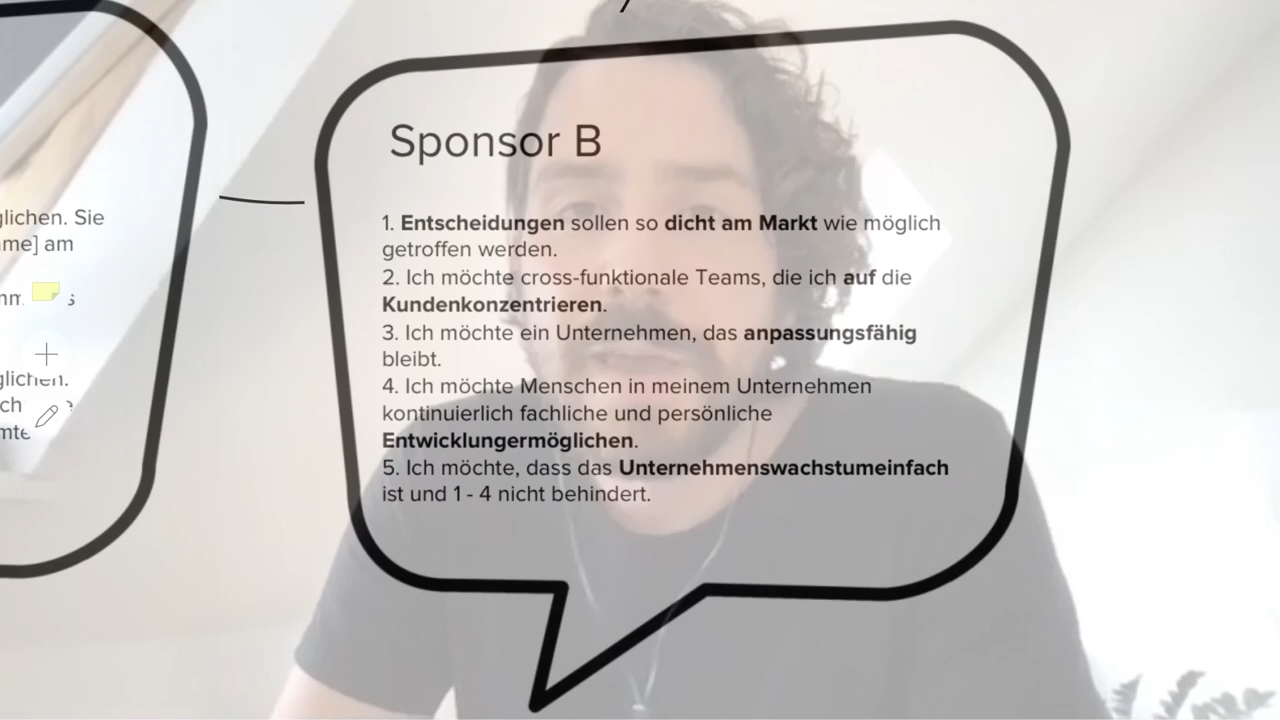 Sponsor B
1. Entscheidungen sollen so dicht am Markt wie möglich
getroffen werden.
2. Ich möchte cross-funktionale Teams, die ich auf die
Kundenkonzentrieren.
3. Ich möchte ein Unternehmen, das anpassungsfähig
bleibt.
4. Ich möchte Menschen in meinem Unternehmen
kontinuierlich fachliche und persönliche
Entwicklungermöglichen.
5. Ich möchte, dass das Unternehmenswachstumeinfach
ist und 1 - 4 nicht behindert.
glichen. Sie
me] am
glichen.